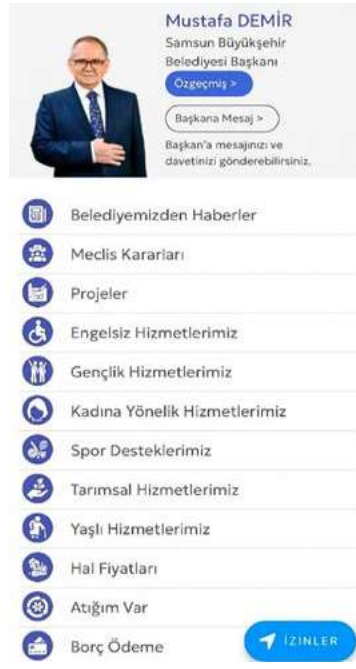 Mustafa DEMİR
Samsun Büyükşehir
Belediyesi Başkanı
Özgeçmiş >
Başkana Mesaj >
Başkan'a mesajınızı ve
davetinizi gönderebilirsiniz.
Belediyemizden Haberler
Meclis Kararları
Projeler
Engelsiz Hizmetlerimiz
Gençlik Hizmetlerimiz
Kadına Yönelik Hizmetlerimiz
Spor Desteklerimiz
Tarımsal Hizmetlerimiz
Yaşlı Hizmetlerimiz
Hal Fiyatları
Atığım Var
Borç Ödeme
İZİNLER